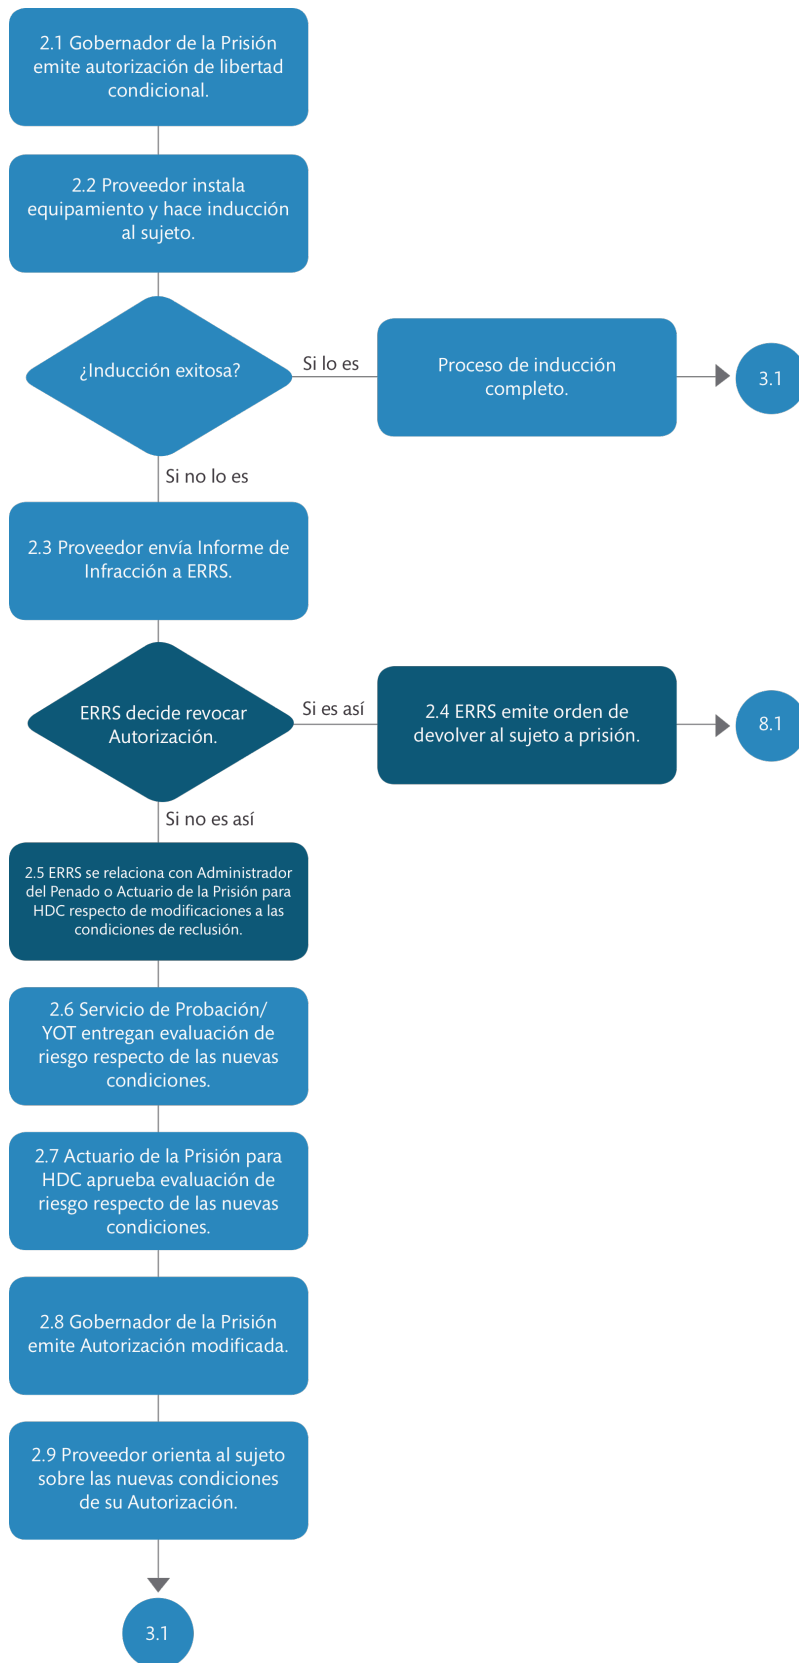 2.1 Gobernador de la Prisión
emite autorización de libertad
condicional.
2.2 Proveedor instala
equipamiento y hace inducción
al sujeto.
¿Inducción exitosa?
Si lo es
Proceso de inducción
completo.
3.1
Si no lo es
2.3 Proveedor envía Informe de
Infracción a ERRS.
ERRS decide revocar
Autorización.
Si es así
2.4 ERRS emite orden de
devolver al sujeto a prisión.
8.1
Si no es así
2.5 ERRS se relaciona con Administrador
del Penado o Actuario de la Prisión para
HDC respecto de modificaciones a las
condiciones de reclusión.
2.6 Servicio de Probación/
YOT entregan evaluación de
riesgo respecto de las nuevas
condiciones.
2.7 Actuario de la Prisión para
HDC aprueba evaluación de
riesgo respecto de las nuevas
condiciones.
2.8 Gobernador de la Prisión
emite Autorización modificada.
2.9 Proveedor orienta al sujeto
sobre las nuevas condiciones
de su Autorización.
3.1